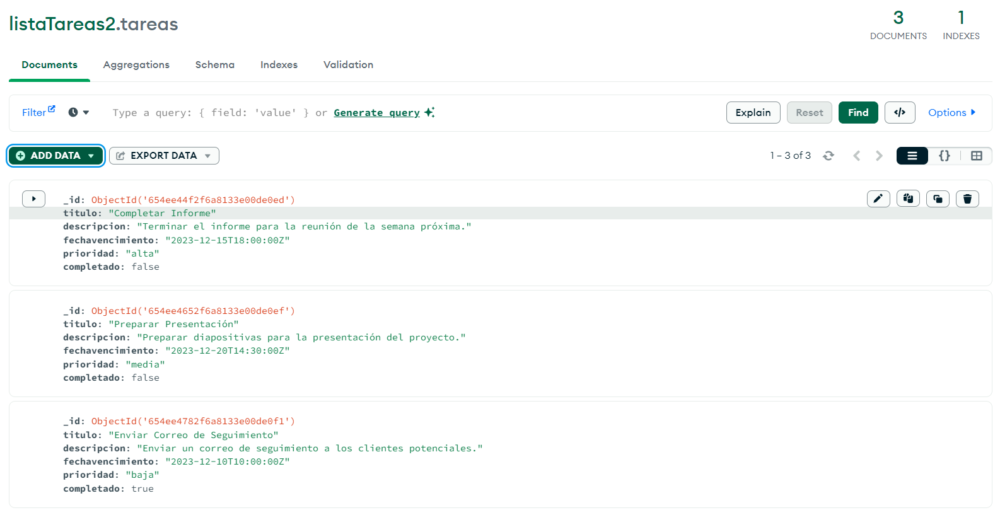 listaTareas2.tareas
3
DOCUMENTS
1
INDEXES
Documents Aggregations Schema Indexes Validation
Filter Type a query: { field: 'value' } or Generate query Explain Reset Find </> Options
ADD DATA EXPORT DATA 1 – 3 of 3 {}
_id: ObjectId('654ee44f2f6a8133e00de0ed')
titulo: "Completar Informe"
descripcion: "Terminar el informe para la reunión de la semana próxima."
fechavencimiento: "2023-12-15T18:00:00Z"
prioridad: "alta"
completado: false
_id: ObjectId('654ee4652f6a8133e00de0ef')
titulo: "Preparar Presentación"
descripcion: "Preparar diapositivas para la presentación del proyecto."
fechavencimiento: "2023-12-20T14:30:00Z"
prioridad: "media"
completado: false
_id: ObjectId('654ee4782f6a8133e00de0f1')
titulo: "Enviar Correo de Seguimiento"
descripcion: "Enviar un correo de seguimiento a los clientes potenciales."
fechavencimiento: "2023-12-10T10:00:00Z"
prioridad: "baja"
completado: true